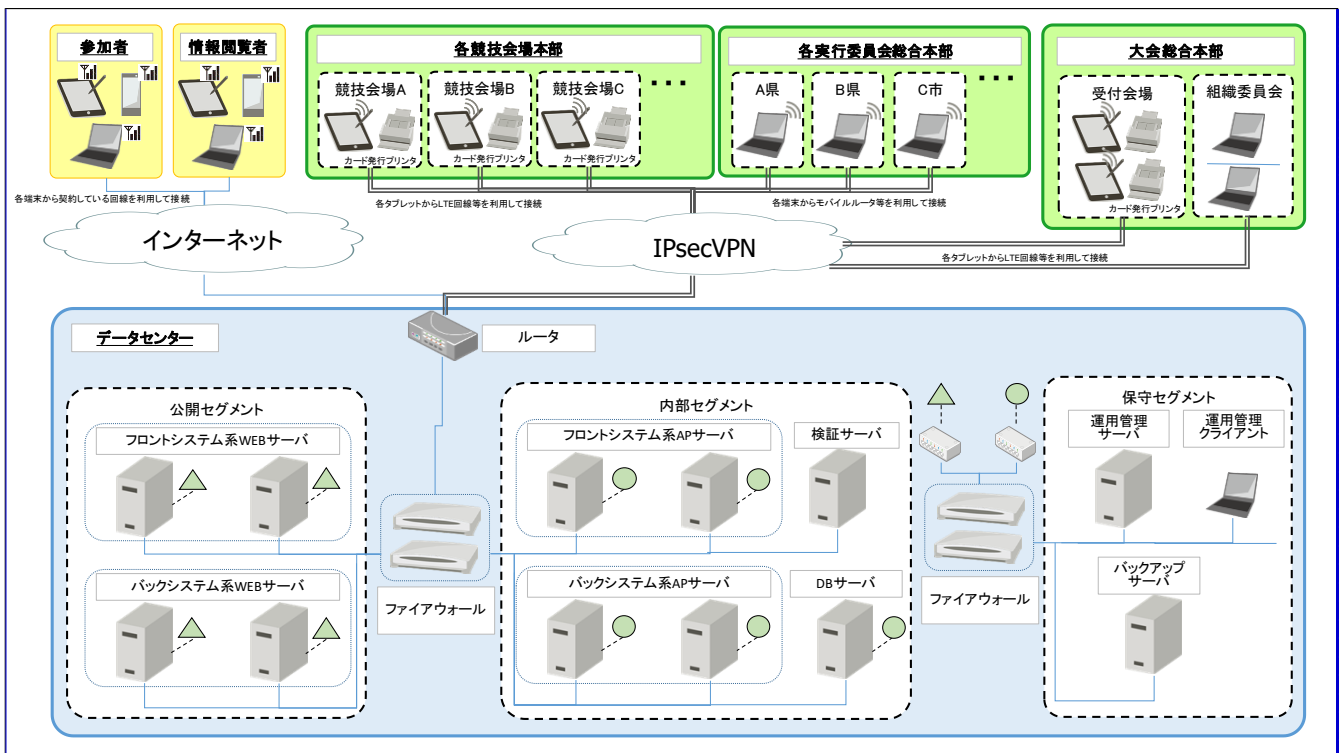 参加者
情報閲覧者
各競技会場本部
各実行委員会総合本部
大会総合本部
競技会場A
競技会場B
競技会場C
・・・
A県
B県
C市
・・・
受付会場
組織委員会
カード発行プリンタ
カード発行プリンタ
カード発行プリンタ
カード発行プリンタ
各端末から契約している回線を利用して接続
各タブレットからLTE回線等を利用して接続
各端末からモバイルルータ等を利用して接続
インターネット
IPsecVPN
各タブレットからLTE回線等を利用して接続
データセンター
ルータ
公開セグメント
内部セグメント
保守セグメント
フロントシステム系WEBサーバ
フロントシステム系APサーバ
検証サーバ
運用管理
サーバ
運用管理
クライアント
バックシステム系WEBサーバ
ファイアウォール
バックシステム系APサーバ
DBサーバ
ファイアウォール
バックアップ
サーバ